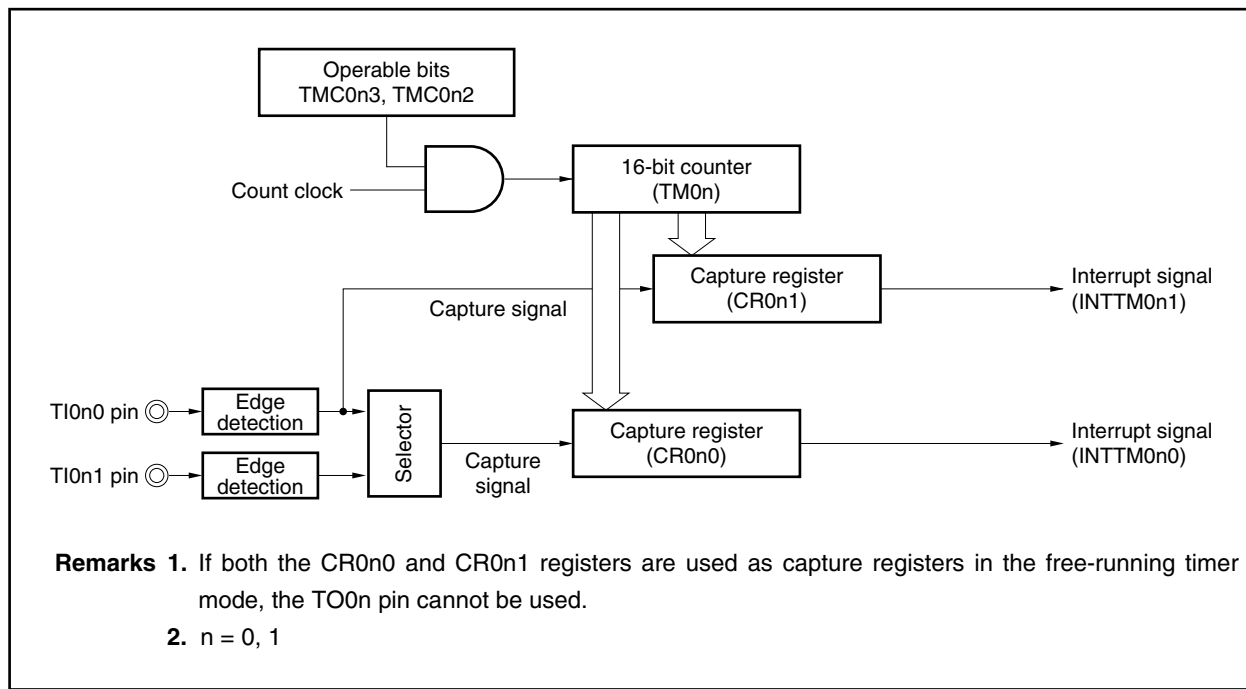 Operable bits
TMC0n3, TMC0n2
Count clock
16-bit counter
(TM0n)
Capture register
(CR0n1)
Interrupt signal
(INTTM0n1)
Capture signal
TI0n0 pin
Edge
detection
Selector
Capture register
(CR0n0)
Interrupt signal
(INTTM0n0)
TI0n1 pin
Edge
detection
Capture
signal
Remarks 1. If both the CR0n0 and CR0n1 registers are used as capture registers in the free-running timer
mode, the TO0n pin cannot be used.
2. n = 0, 1